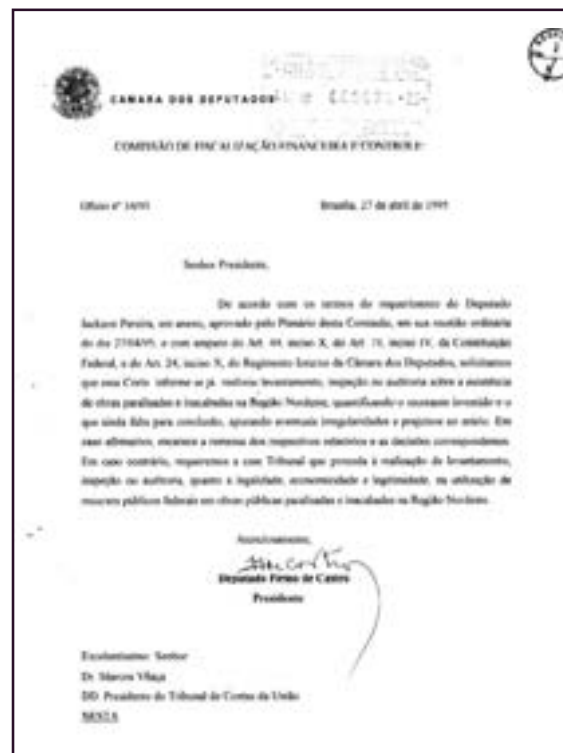 CAMARA DOS DEPUTADOS
COMISSÃO DE FISCALIZAÇÃO FINANCEIRA E CONTROLE
Ofício nº
Brasília, 27 de abril de 1995
Senhor Presidente,
De acordo com os termos do requerimento do Deputado
Jackson Pereira, em anexo, aprovado pelo Plenário desta Comissão, em sua reunião ordinária
do dia 27/04/95, e com amparo do Art. inciso X, do Art. 71, inciso IV, da Constituição
Federal, e do Art. 24, inciso X, do Regimento Interno da Câmara dos Deputados, solicitamos
que essa Corte informe se já realizou levantamento, inspeção ou auditoria sobre a existência
de obras paralisadas e inacabadas na Região Nordeste, quantificando o montante investido e o
que ainda falta para conclusão, apurando eventuais irregularidades e prejuízos ao erário. Em
caso afirmativo, encarece a remessa dos respectivos relatórios e as decisões correspondentes.
Em caso contrário, requeremos a esse Tribunal que proceda à realização de levantamento,
inspeção ou auditoria, quanto à legalidade, economicidade e legitimidade, na utilização de
recursos públicos federais em obras públicas paralisadas e inacabadas na Região Nordeste.
Atenciosamente,
Deputado Firmo de Castro
Presidente
Excelentíssimo Senhor
Dr. Marcos Vilaça
DD. Presidente do Tribunal de Contas da União
NESTA